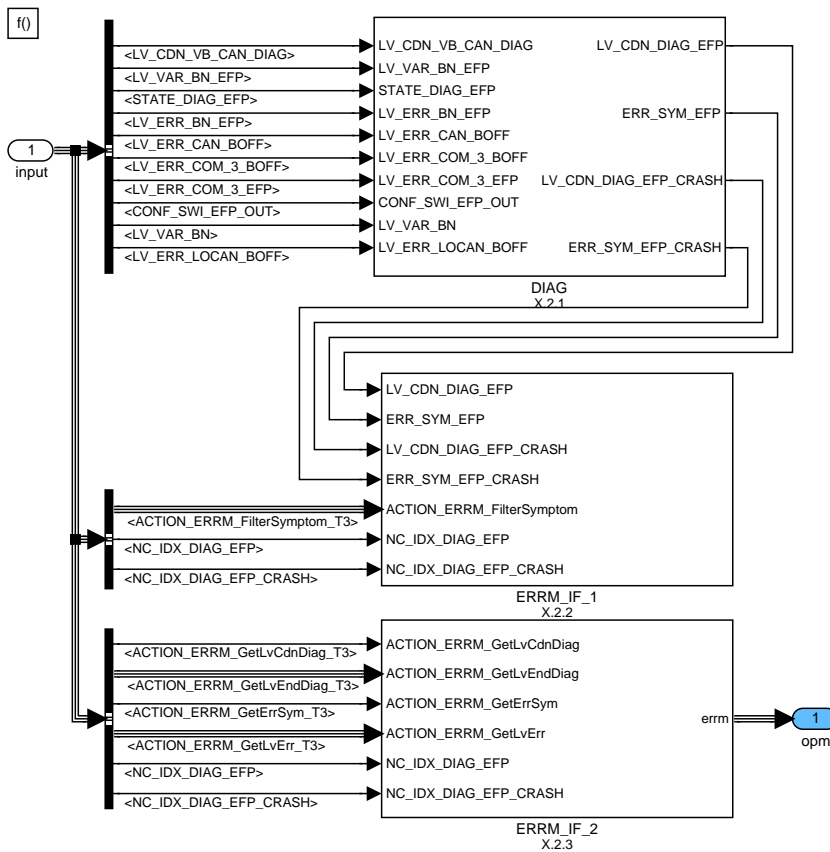 f()
1
input
<LV_CDN_VB_CAN_DIAG>
<LV_VAR_BN_EFP>
<STATE_DIAG_EFP>
<LV_ERR_BN_EFP>
<LV_ERR_CAN_BOFF>
<LV_ERR_COM_3_BOFF>
<LV_ERR_COM_3_EFP>
<CONF_SWI_EFP_OUT>
<LV_VAR_BN>
<LV_ERR_LOCAN_BOFF>
LV_CDN_VB_CAN_DIAG
LV_VAR_BN_EFP
STATE_DIAG_EFP
LV_ERR_BN_EFP
LV_ERR_CAN_BOFF
LV_ERR_COM_3_BOFF
LV_ERR_COM_3_EFP
CONF_SWI_EFP_OUT
LV_VAR_BN
LV_ERR_LOCAN_BOFF
LV_CDN_DIAG_EFP
ERR_SYM_EFP
LV_CDN_DIAG_EFP_CRASH
ERR_SYM_EFP_CRASH
DIAG
X.2.1
<ACTION_ERRM_FilterSymptom_T3>
<NC_IDX_DIAG_EFP>
<NC_IDX_DIAG_EFP_CRASH>
LV_CDN_DIAG_EFP
ERR_SYM_EFP
LV_CDN_DIAG_EFP_CRASH
ERR_SYM_EFP_CRASH
ACTION_ERRM_FilterSymptom
NC_IDX_DIAG_EFP
NC_IDX_DIAG_EFP_CRASH
ERRM_IF_1
X.2.2
<ACTION_ERRM_GetLvCdnDiag_T3>
<ACTION_ERRM_GetLvEndDiag_T3>
<ACTION_ERRM_GetErrSym_T3>
<ACTION_ERRM_GetLvErr_T3>
<NC_IDX_DIAG_EFP>
<NC_IDX_DIAG_EFP_CRASH>
ACTION_ERRM_GetLvCdnDiag
ACTION_ERRM_GetLvEndDiag
ACTION_ERRM_GetErrSym
ACTION_ERRM_GetLvErr
NC_IDX_DIAG_EFP
NC_IDX_DIAG_EFP_CRASH
errm
ERRM_IF_2
X.2.3
1
opm